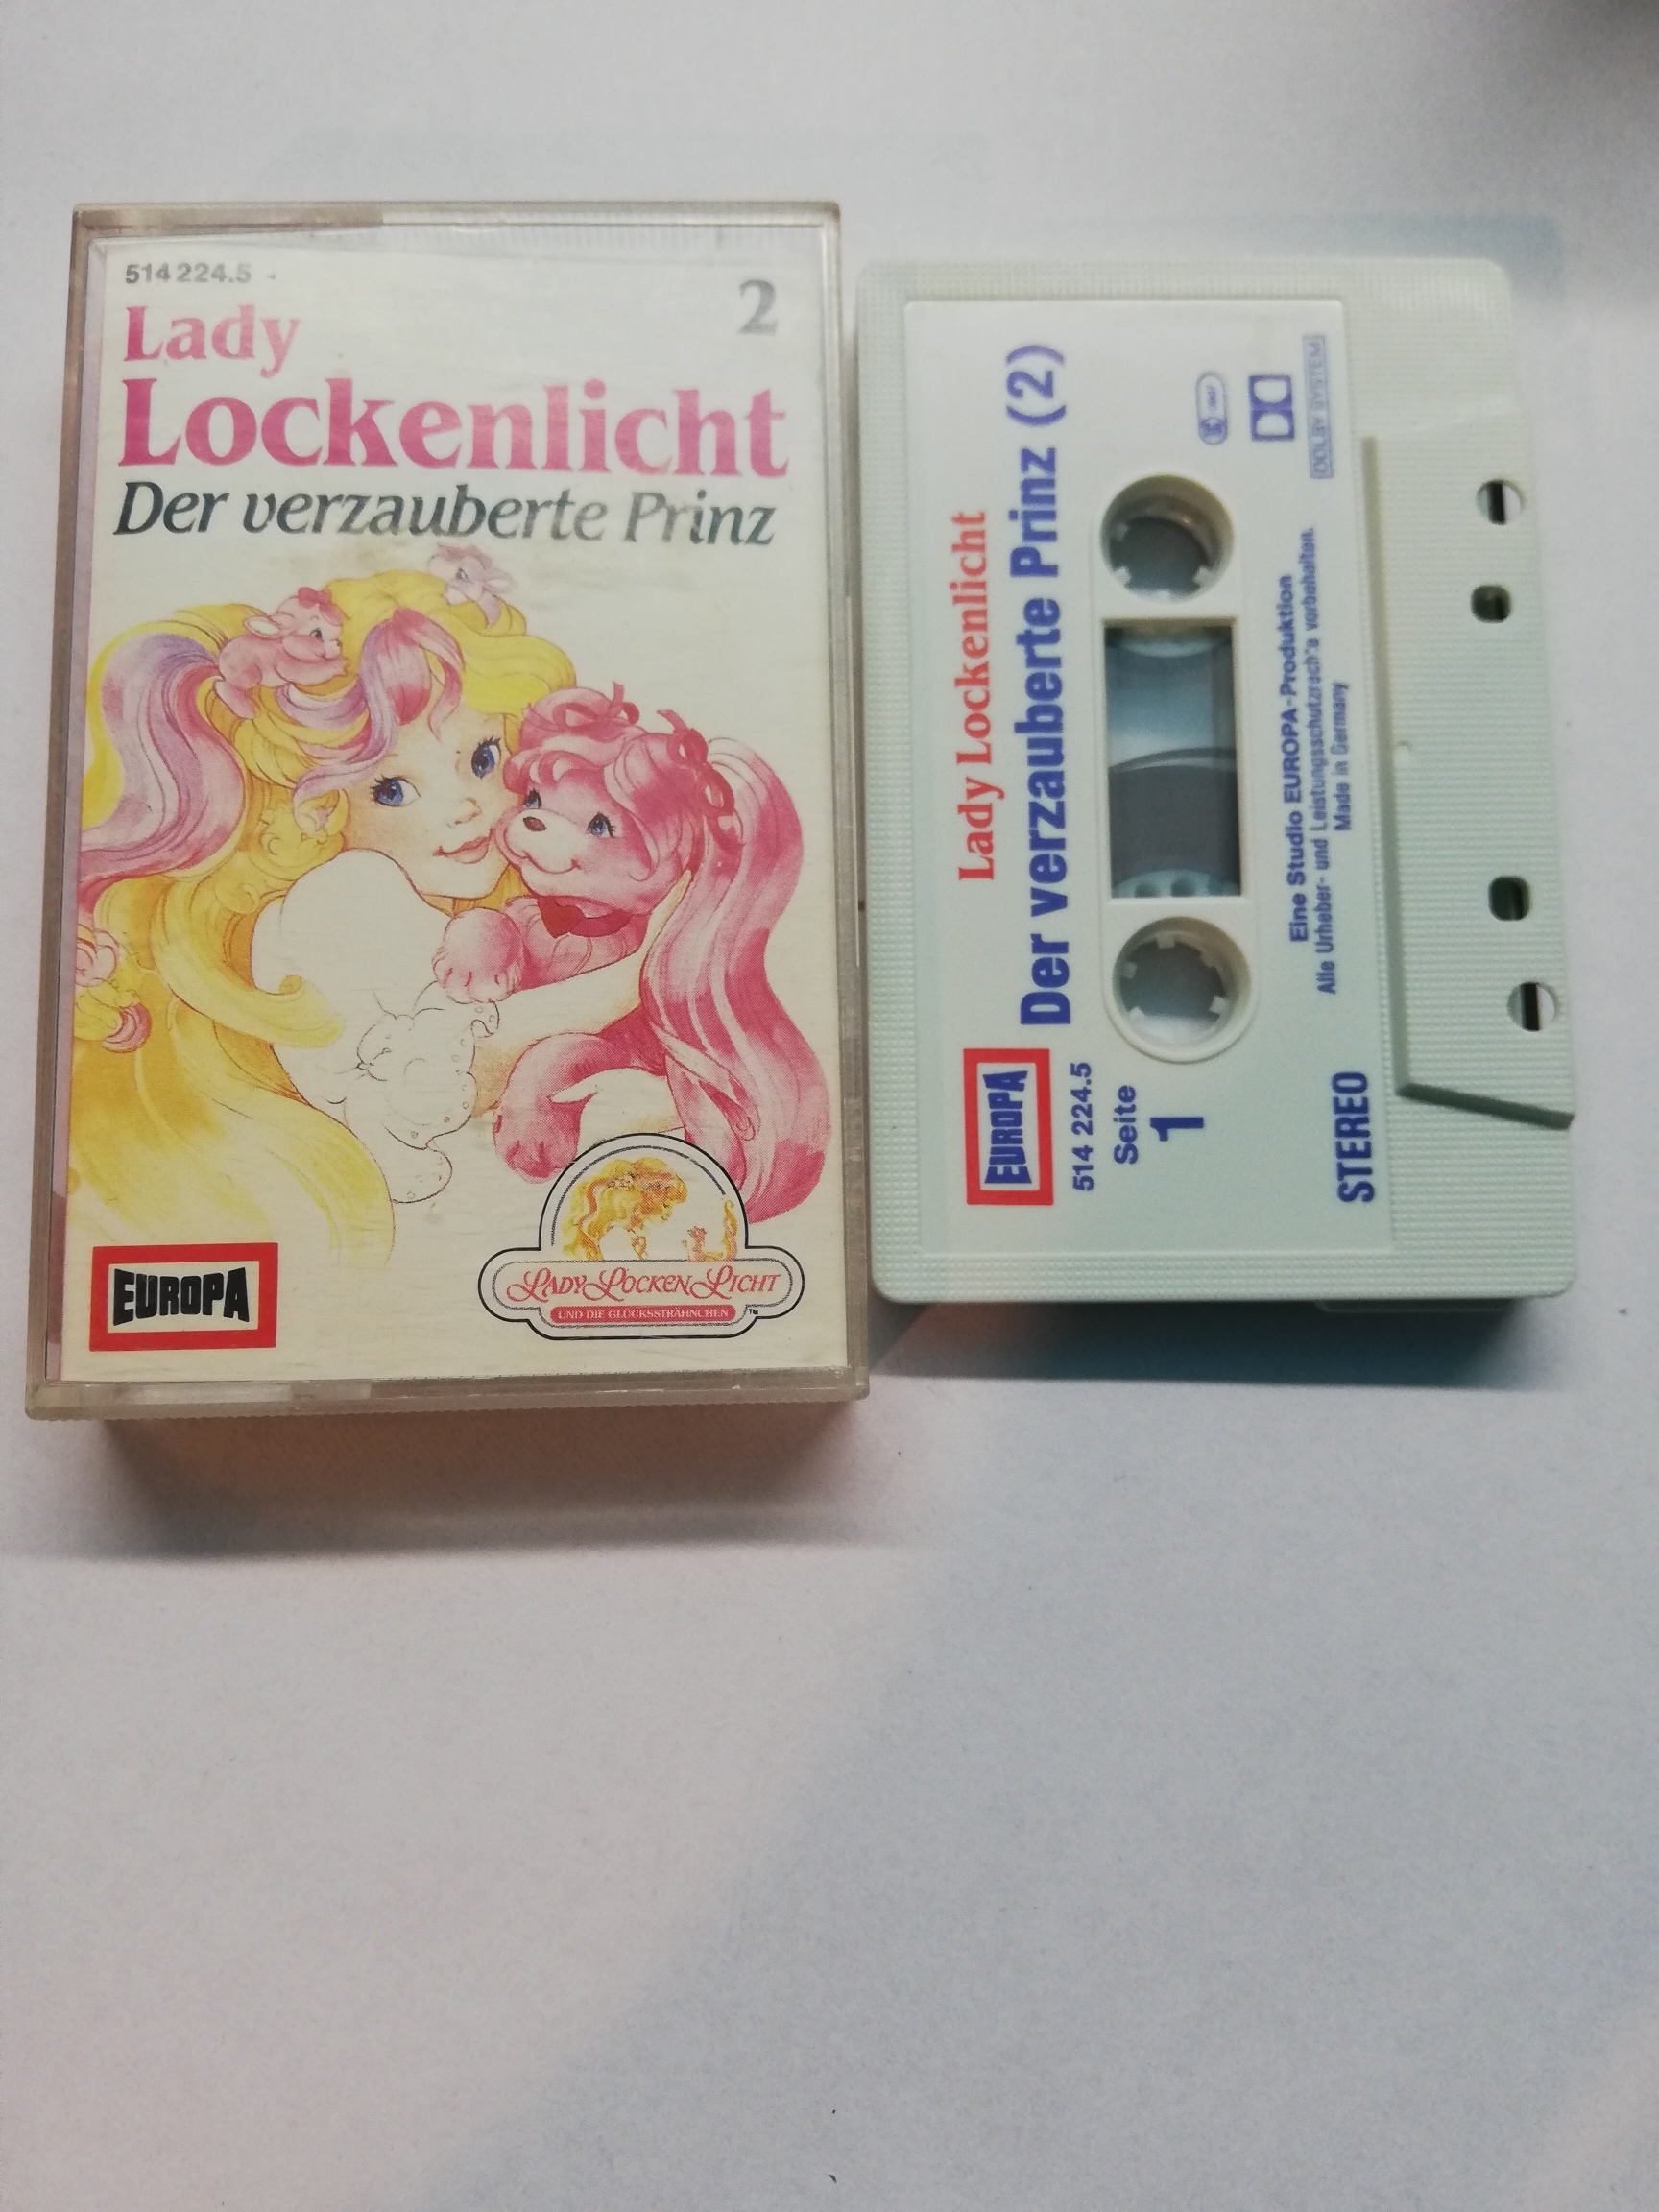 514 224.5
2
Lady
Lockenlicht
Der verzauberte Prinz
EUROPA
LADY LOCKENLICHT
UND DIE GLÜCKSSTRÄHNCHEN
TM
Lady Lockenlicht
Der verzauberte Prinz (2)
EUROPA
514 224.5
Seite
1
DOLBY SYSTEM
Eine Studio EUROPA-Produktion
Alle Urheber- und Leistungsschutzrech'e vorbehalten.
Made in Germany
STEREO